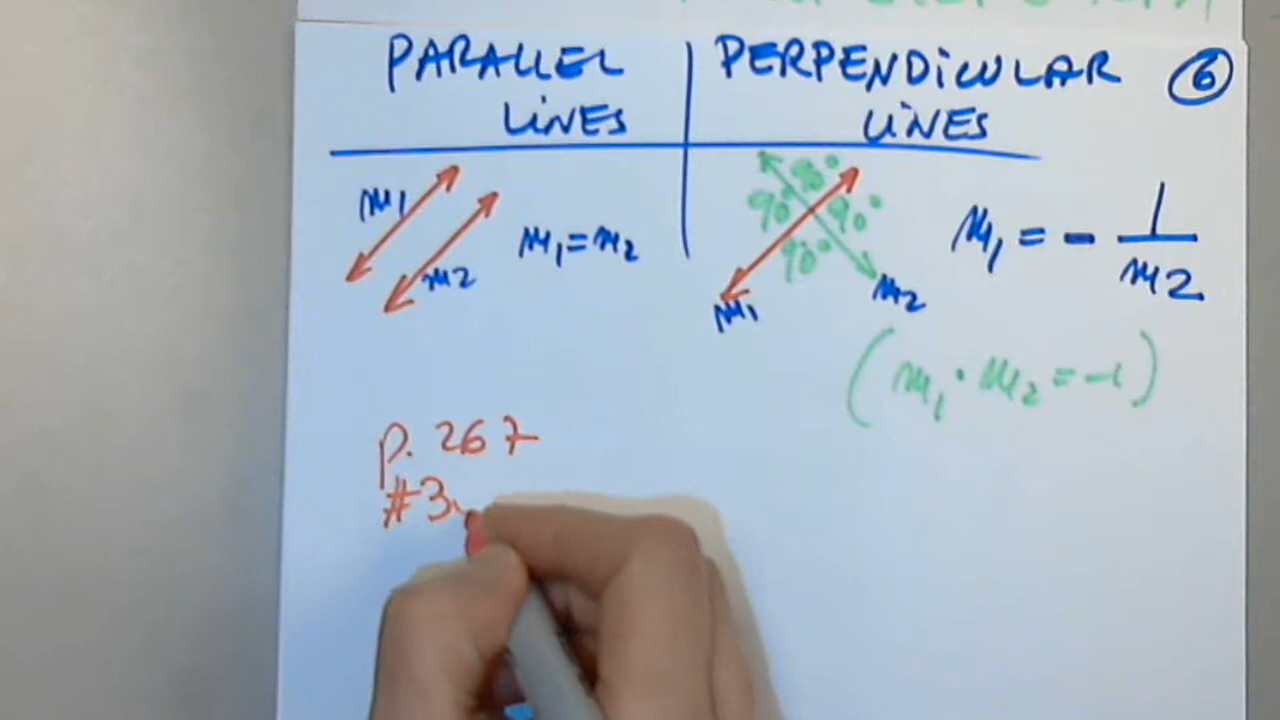 PARALLEL
LINES
PERPENDICULAR
LINES
6
m1
m2
m1 = m2
90°
90°
90°
90°
m1
m2
m1 = - 1/m2
(m1 · m2 = -1)
p. 267
#3